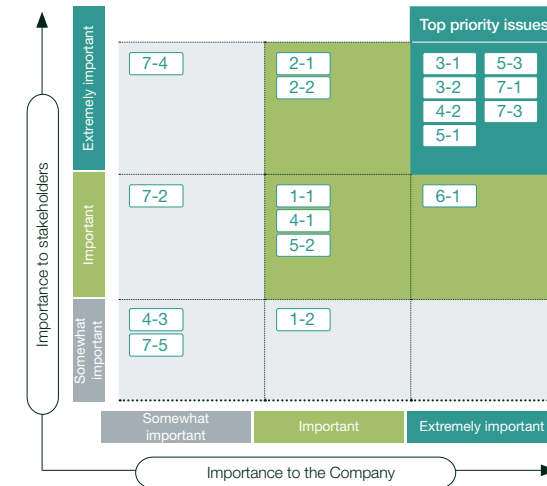 Top priority issues
Importance to stakeholders
Extremely important
7-4
2-1
2-2
3-1
5-3
3-2
7-1
4-2
7-3
5-1
Important
7-2
1-1
4-1
5-2
6-1
Somewhat
important
4-3
7-5
1-2
Somewhat
important
Important
Extremely important
Importance to the Company